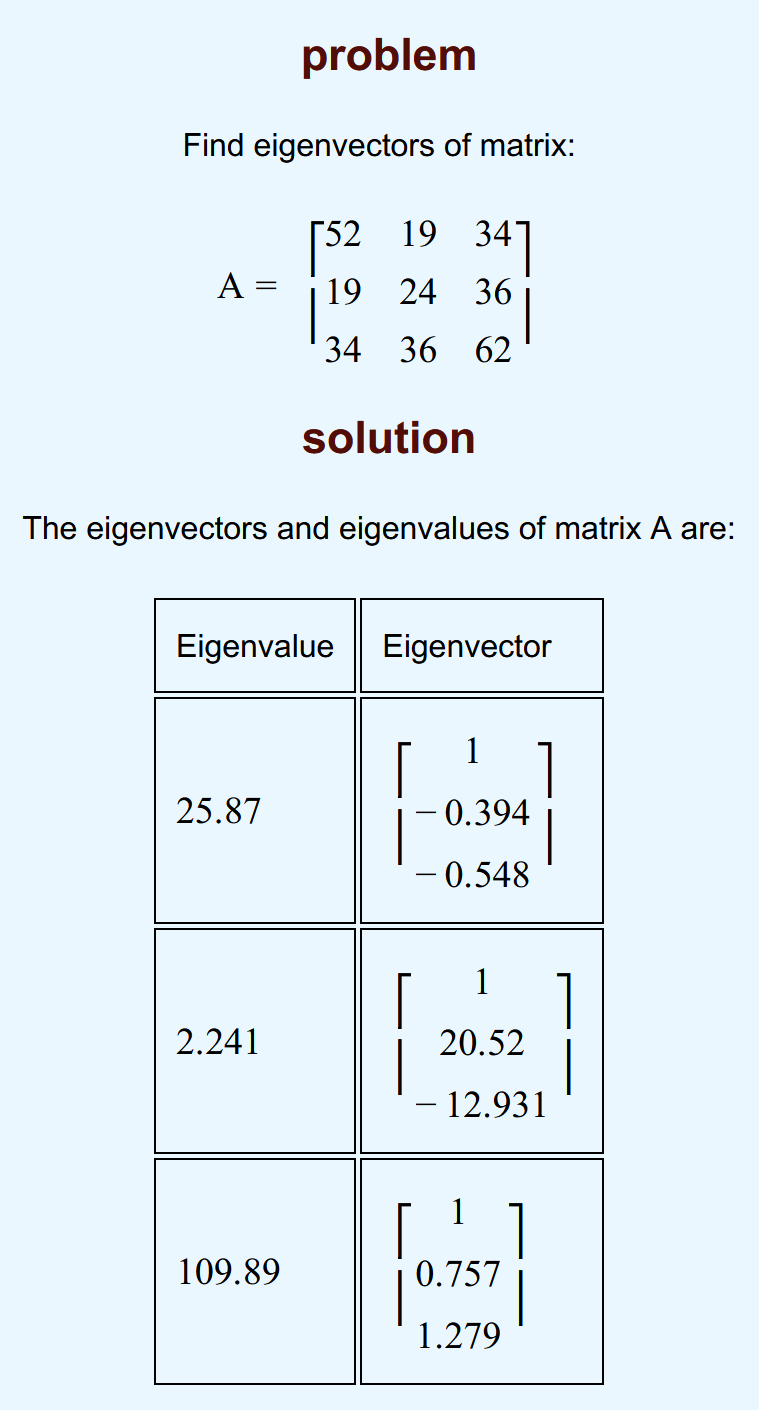 problem
Find eigenvectors of matrix:
52 19 34
A = 19 24 36
34 36 62
solution
The eigenvectors and eigenvalues of matrix A are:
Eigenvalue Eigenvector
1
25.87 − 0.394
− 0.548
1
2.241 20.52
− 12.931
1
109.89 0.757
1.279